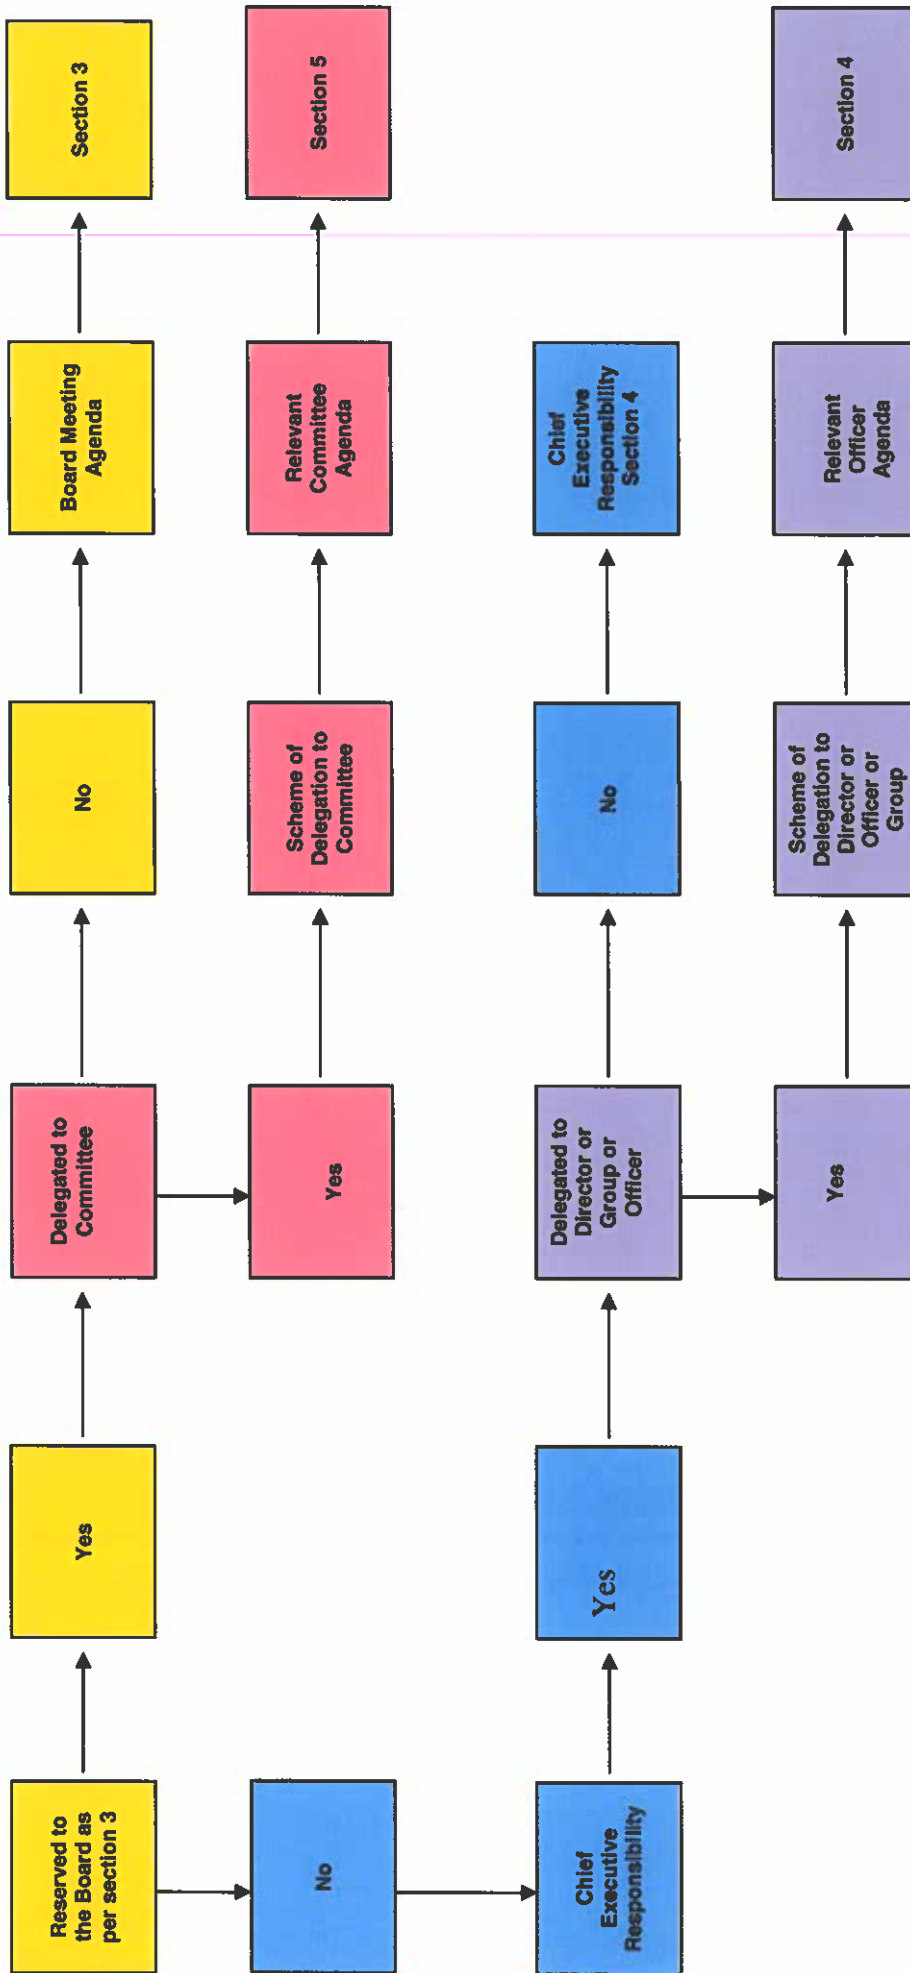 Reserved to
the Board as
per section 3
Yes
Delegated to
Committee
No
Board Meeting
Agenda
Section 3
No
Yes
Scheme of
Delegation to
Committee
Relevant
Committee
Agenda
Section 5
Chief
Executive
Responsibility
Yes
Delegated to
Director or
Group or
Officer
No
Chief
Executive
Responsibility
Section 4
Yes
Scheme of
Delegation to
Director or
Officer or
Group
Relevant
Officer
Agenda
Section 4